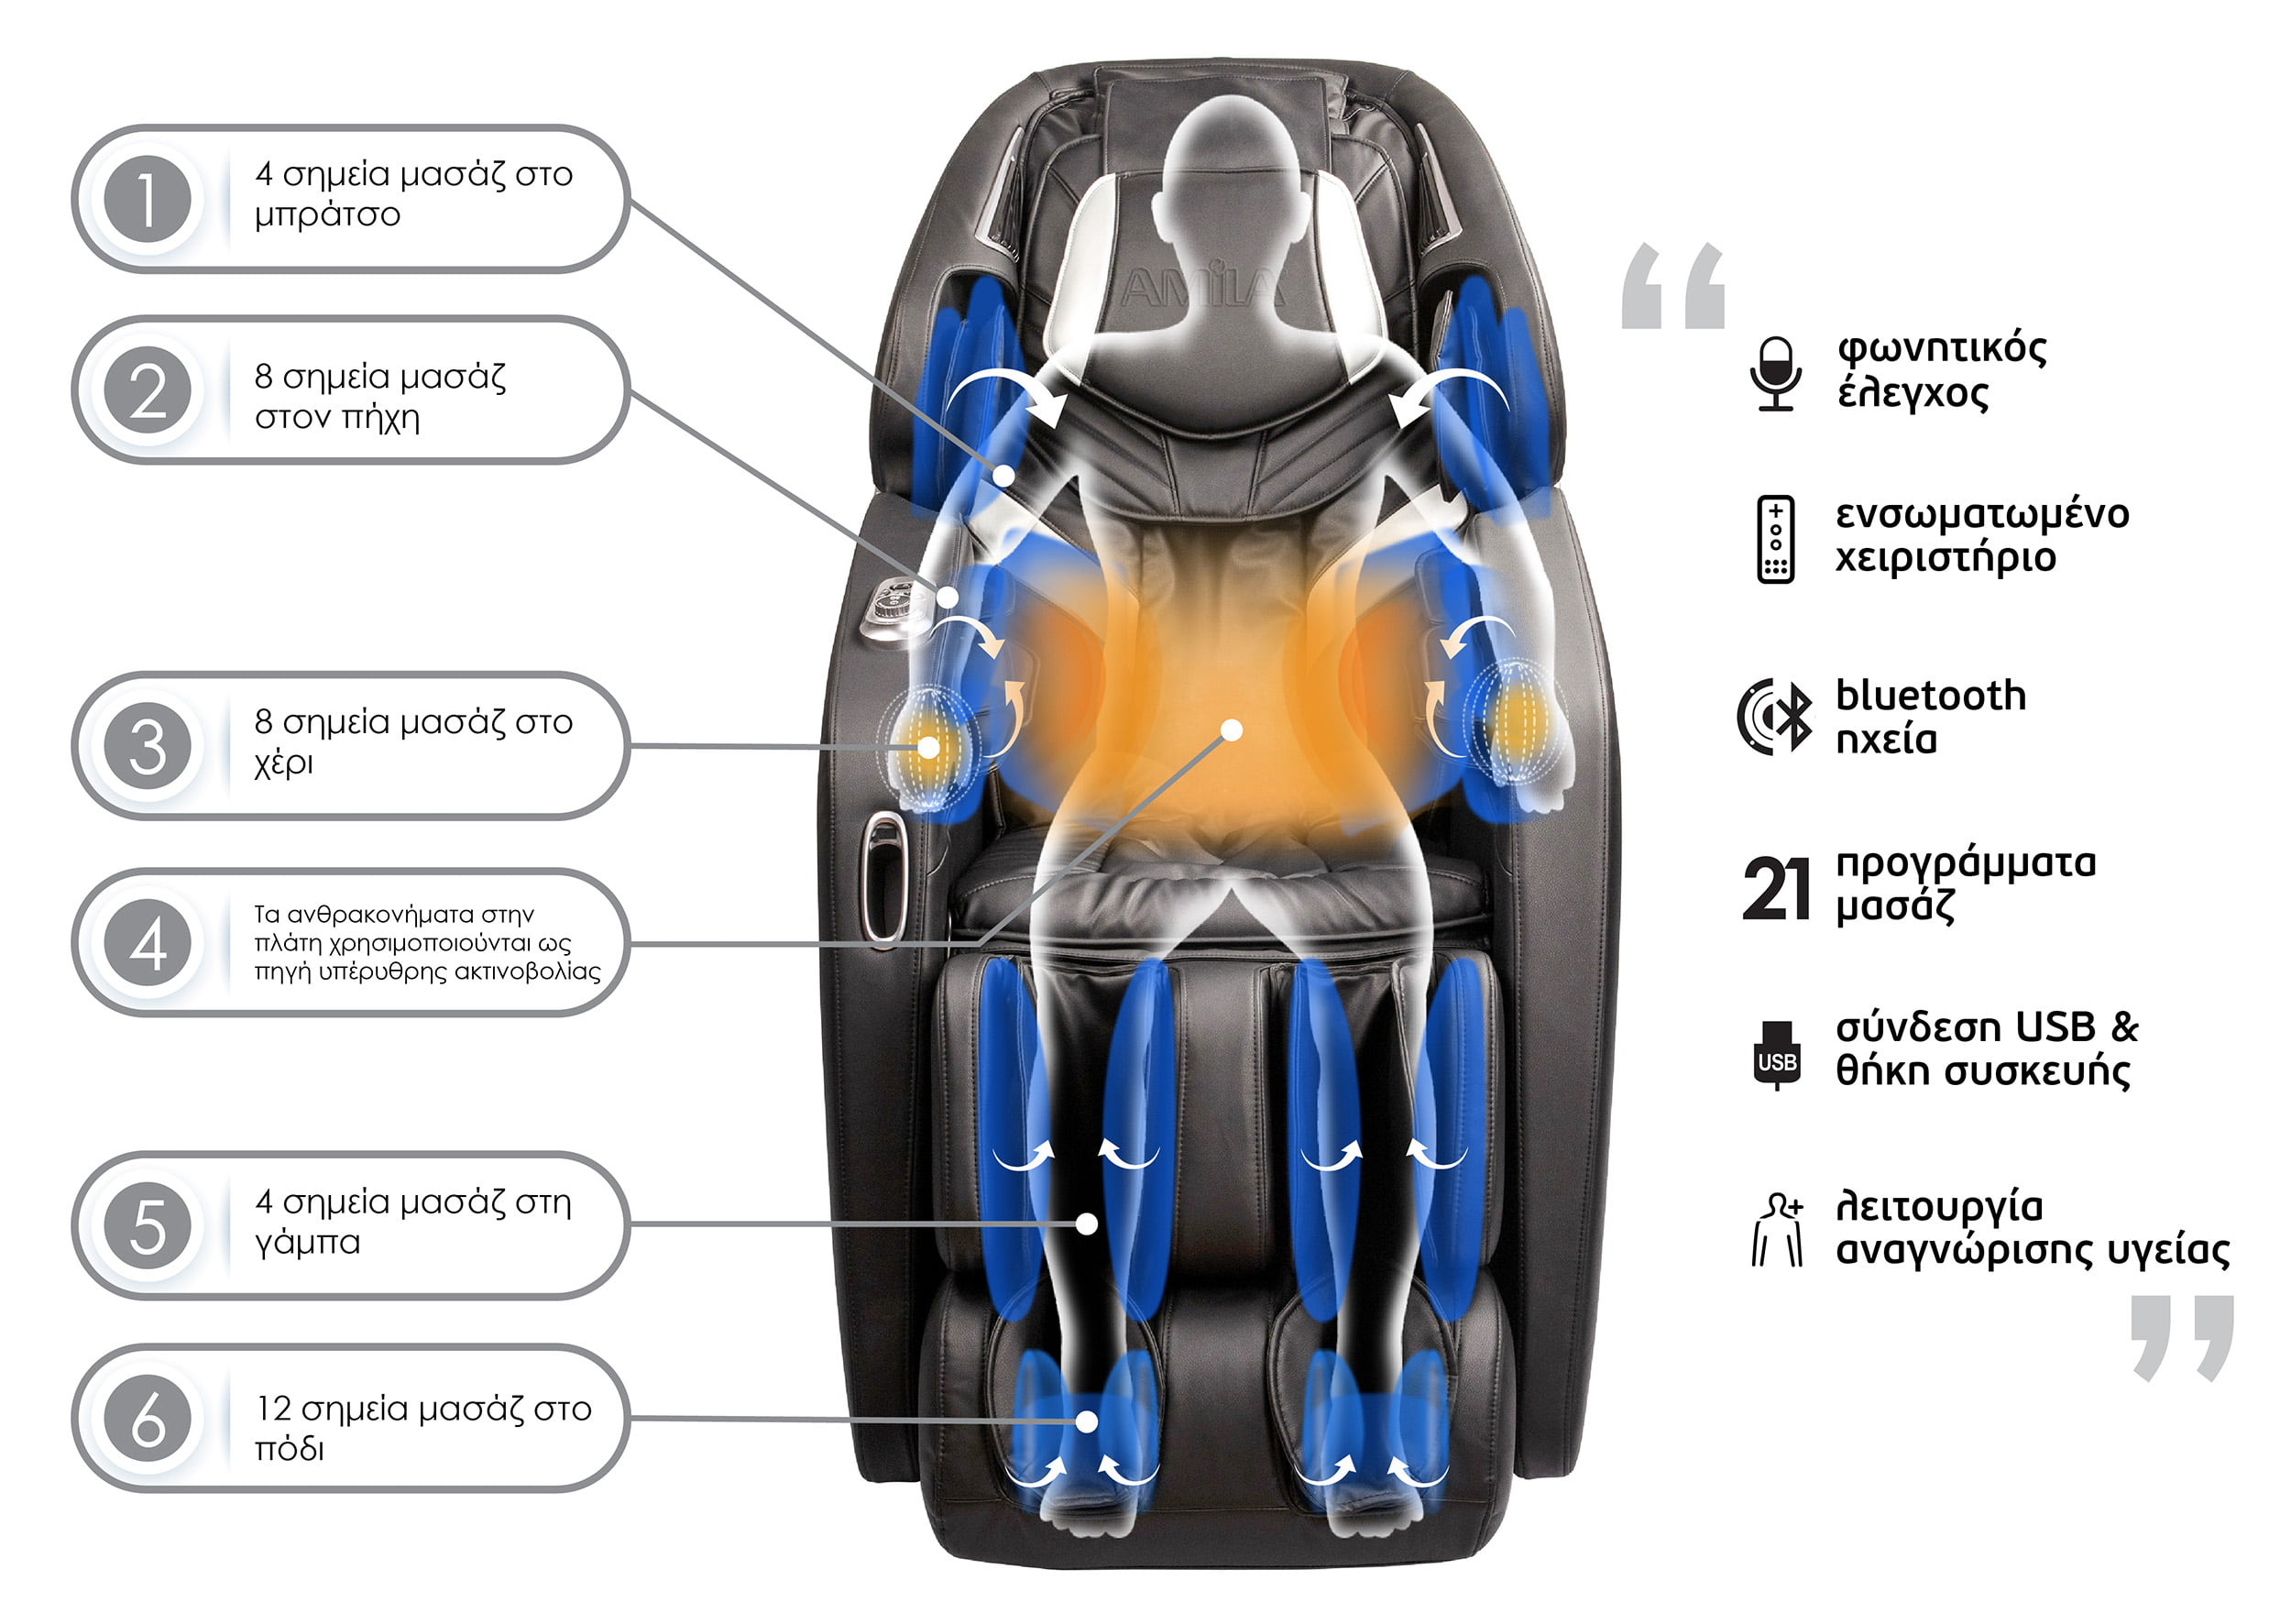 1
4 σημεία μασάζ στο
μπράτσο
2
8 σημεία μασάζ
στον πήχη
3
8 σημεία μασάζ στο
χέρι
4
Τα ανθρακονήματα στην
πλάτη χρησιμοποιούνται ως
πηγή υπέρυθρης ακτινοβολίας
5
4 σημεία μασάζ στη
γάμπα
6
12 σημεία μασάζ στο
πόδι
AMiLA
“
φωνητικός
έλεγχος
ενσωματωμένο
χειριστήριο
bluetooth
ηχεία
21 προγράμματα
μασάζ
USB
σύνδεση USB &
θήκη συσκευής
λειτουργία
αναγνώρισης υγείας
”